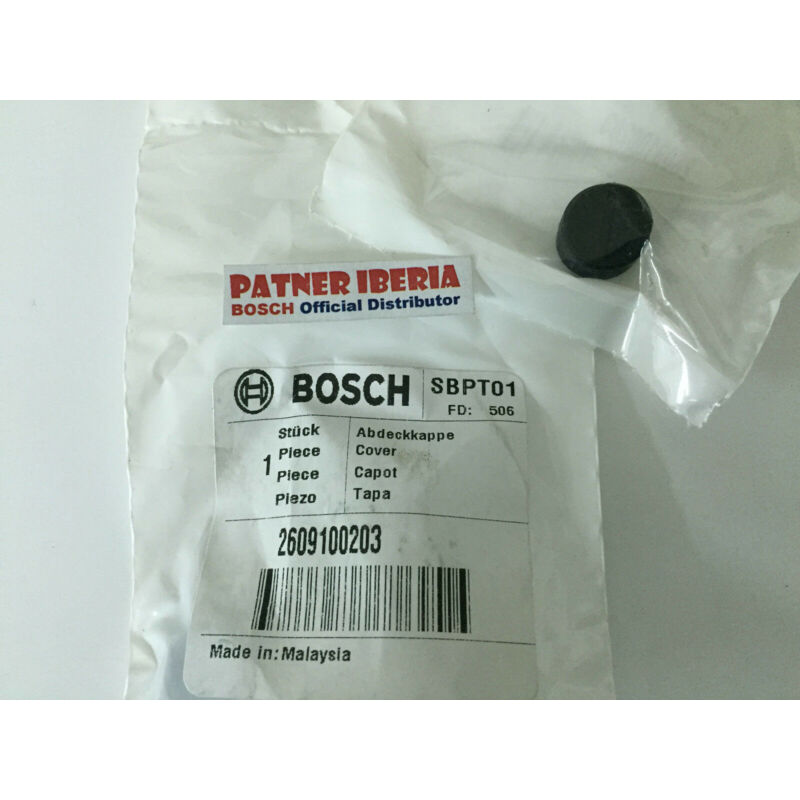 PATNER IBERIA
BOSCH Official Distributor
BOSCH
SBPT01
FD: 506
1
Stück
Piece
Piece
Piezo
Abdeckkappe
Cover
Capot
Tapa
2609100203
Made in: Malaysia